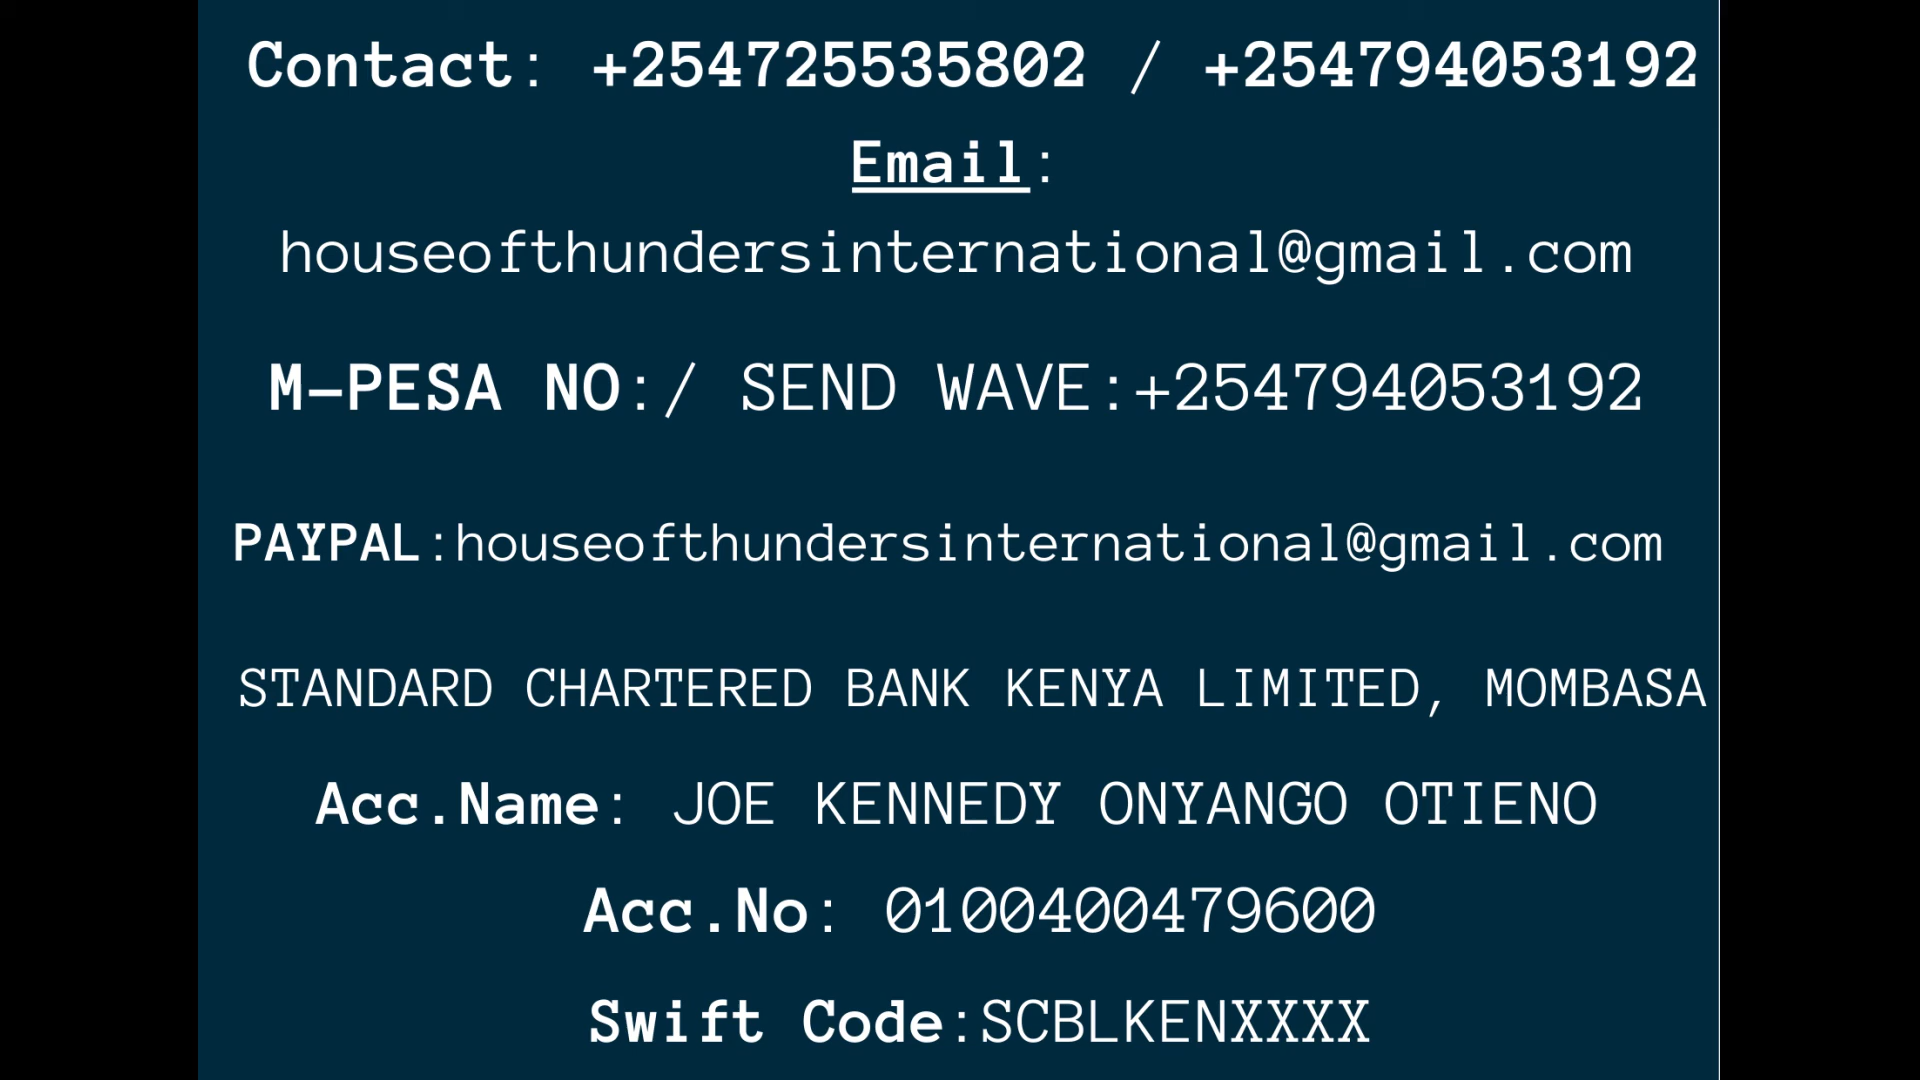 Contact: +254725535802 / +254794053192
Email:
houseofthundersinternational@gmail.com
M-PESA NO:/ SEND WAVE:+254794053192
PAYPAL:houseofthundersinternational@gmail.com
STANDARD CHARTERED BANK KENYA LIMITED, MOMBASA
Acc.Name: JOE KENNEDY ONYANGO OTIENO
Acc.No: 0100400479600
Swift Code:SCBLKENXXXX